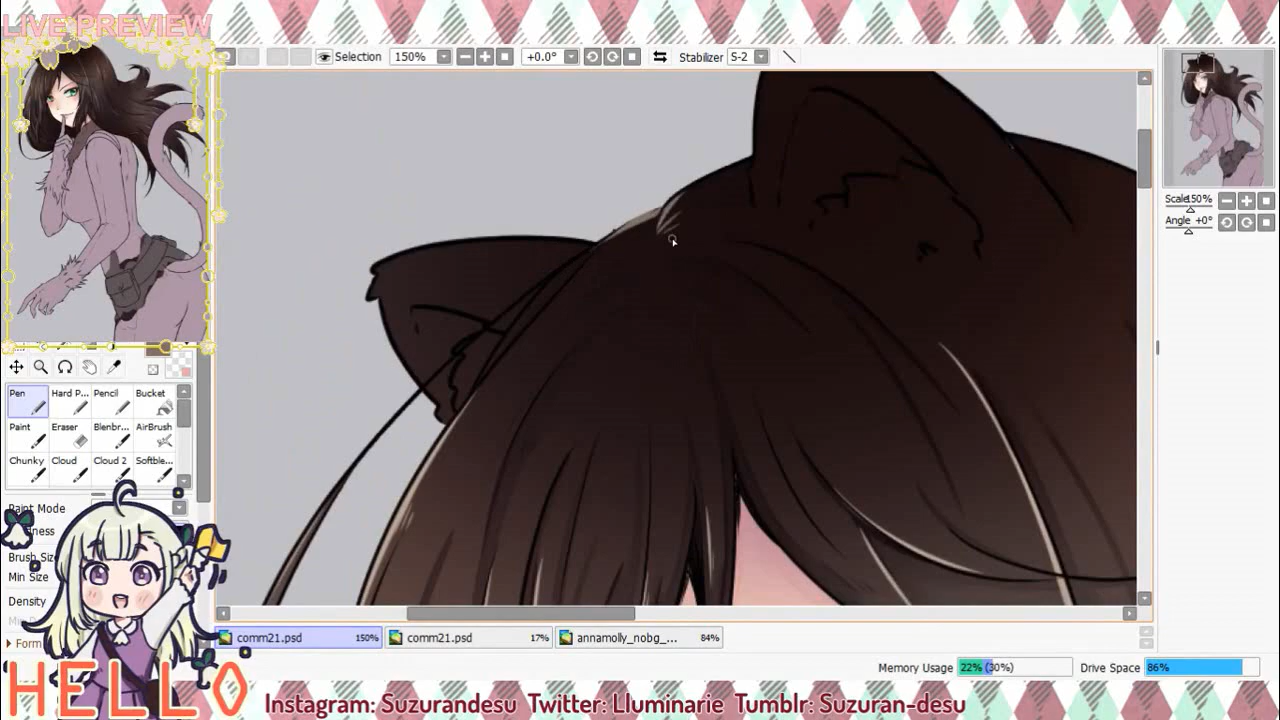 LIVE PREVIEW
Selection 150% +0.0° Stabilizer S-2
Scale 150%
Angle +0°
Pen Hard P... Pencil Bucket
Paint Eraser Blenbr... AirBrush
Chunky Cloud Cloud 2 Softble...
Mode
Brush Siz
Min Size
Density
Form
comm21.psd 150% comm21.psd 17% annamolly_nobg_... 84%
Memory Usage 22% (30%) Drive Space 86%
HELLO
Instagram: Suzurandesu Twitter: Lluminarie Tumblr: Suzuran-desu